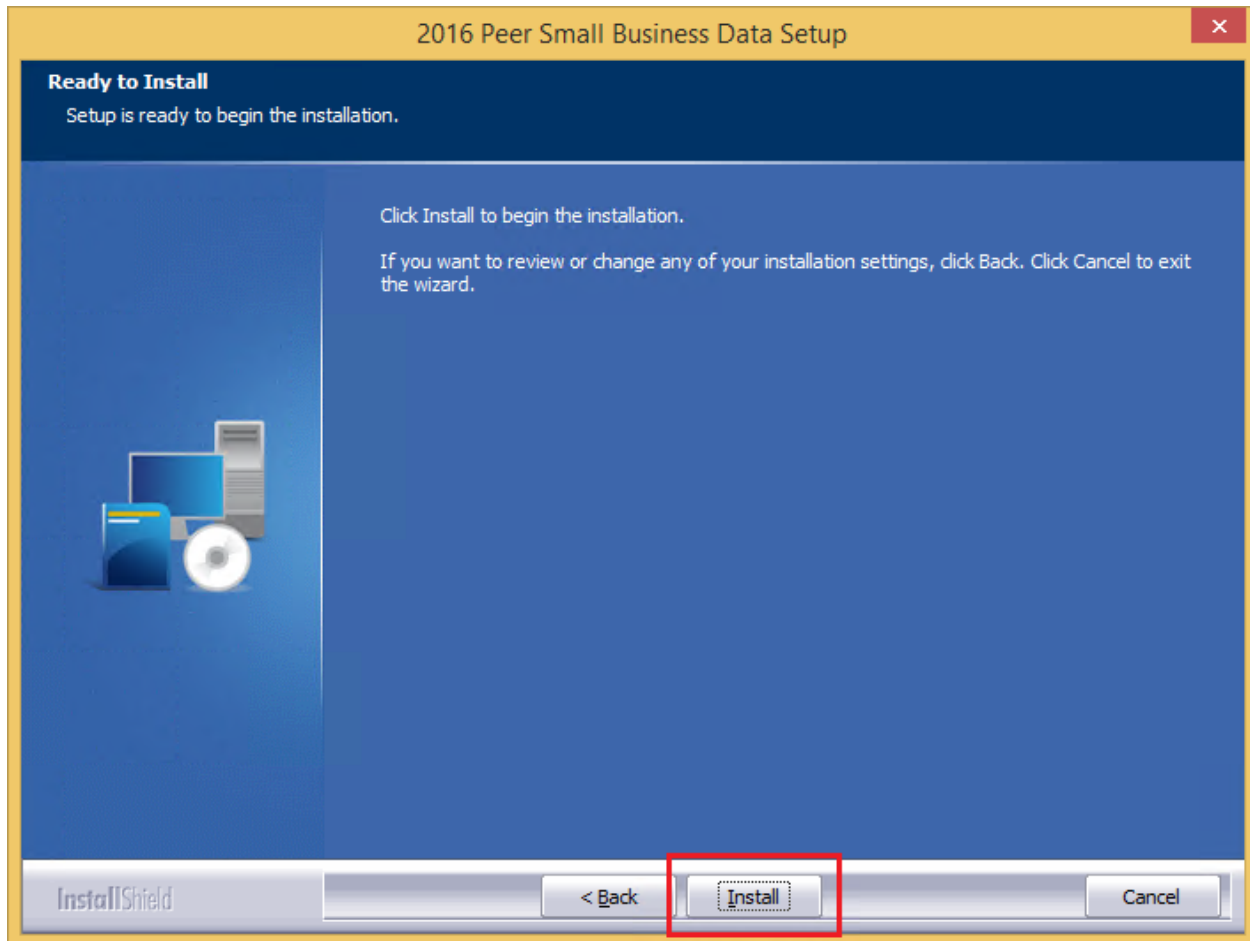 2016 Peer Small Business Data Setup
Ready to Install
Setup is ready to begin the installation.
Click Install to begin the installation.
If you want to review or change any of your installation settings, click Back. Click Cancel to exit
the wizard.
InstallShield
< Back
Install
Cancel